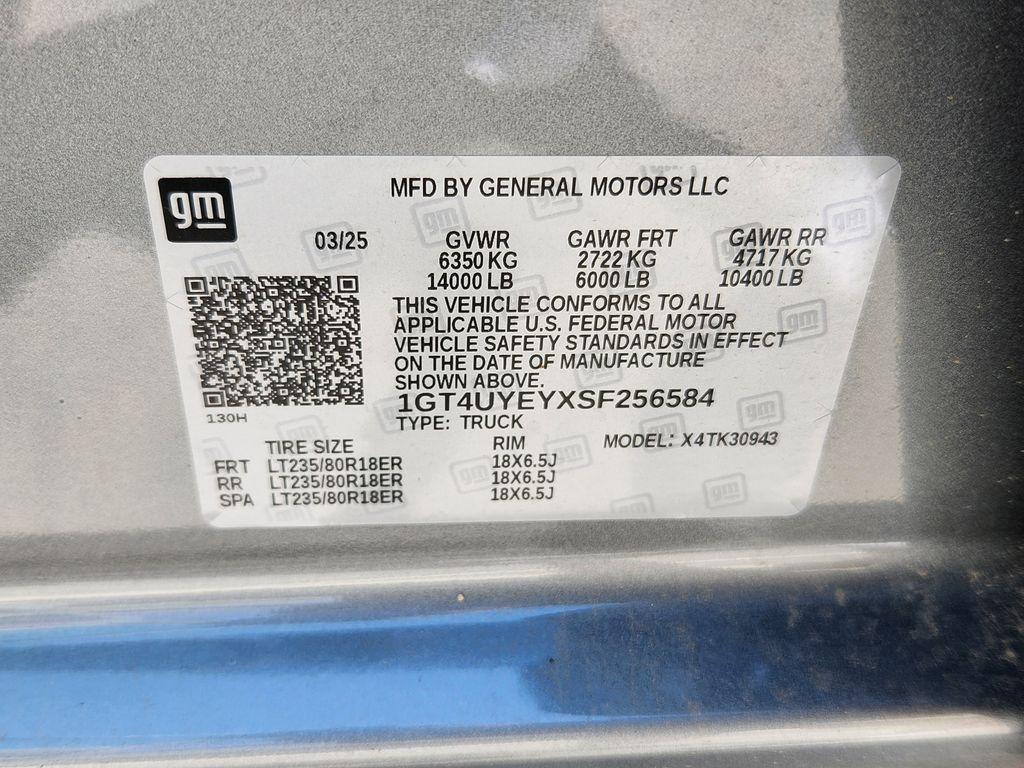 gm
MFD BY GENERAL MOTORS LLC
03/25 GVWR GAWR FRT GAWR RR
6350 KG 2722 KG 4717 KG
14000 LB 6000 LB 10400 LB
THIS VEHICLE CONFORMS TO ALL
APPLICABLE U.S. FEDERAL MOTOR
VEHICLE SAFETY STANDARDS IN EFFECT
ON THE DATE OF MANUFACTURE
SHOWN ABOVE.
1GT4UYEYXSF256584
130H
TYPE: TRUCK
TIRE SIZE RIM MODEL: X4TK30943
FRT LT235/80R18ER 18X6.5J
RR LT235/80R18ER 18X6.5J
SPA LT235/80R18ER 18X6.5J